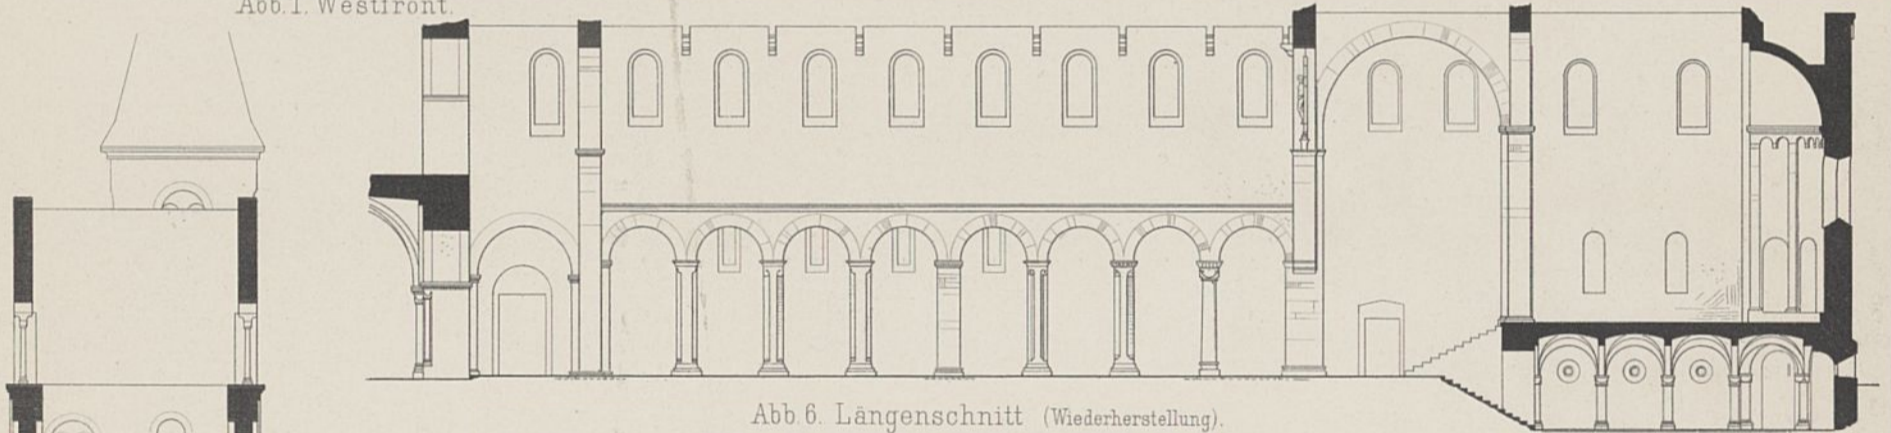 Abb. 1. Westfront.
Abb. 6. Längenschnitt (Wiederherstellung).